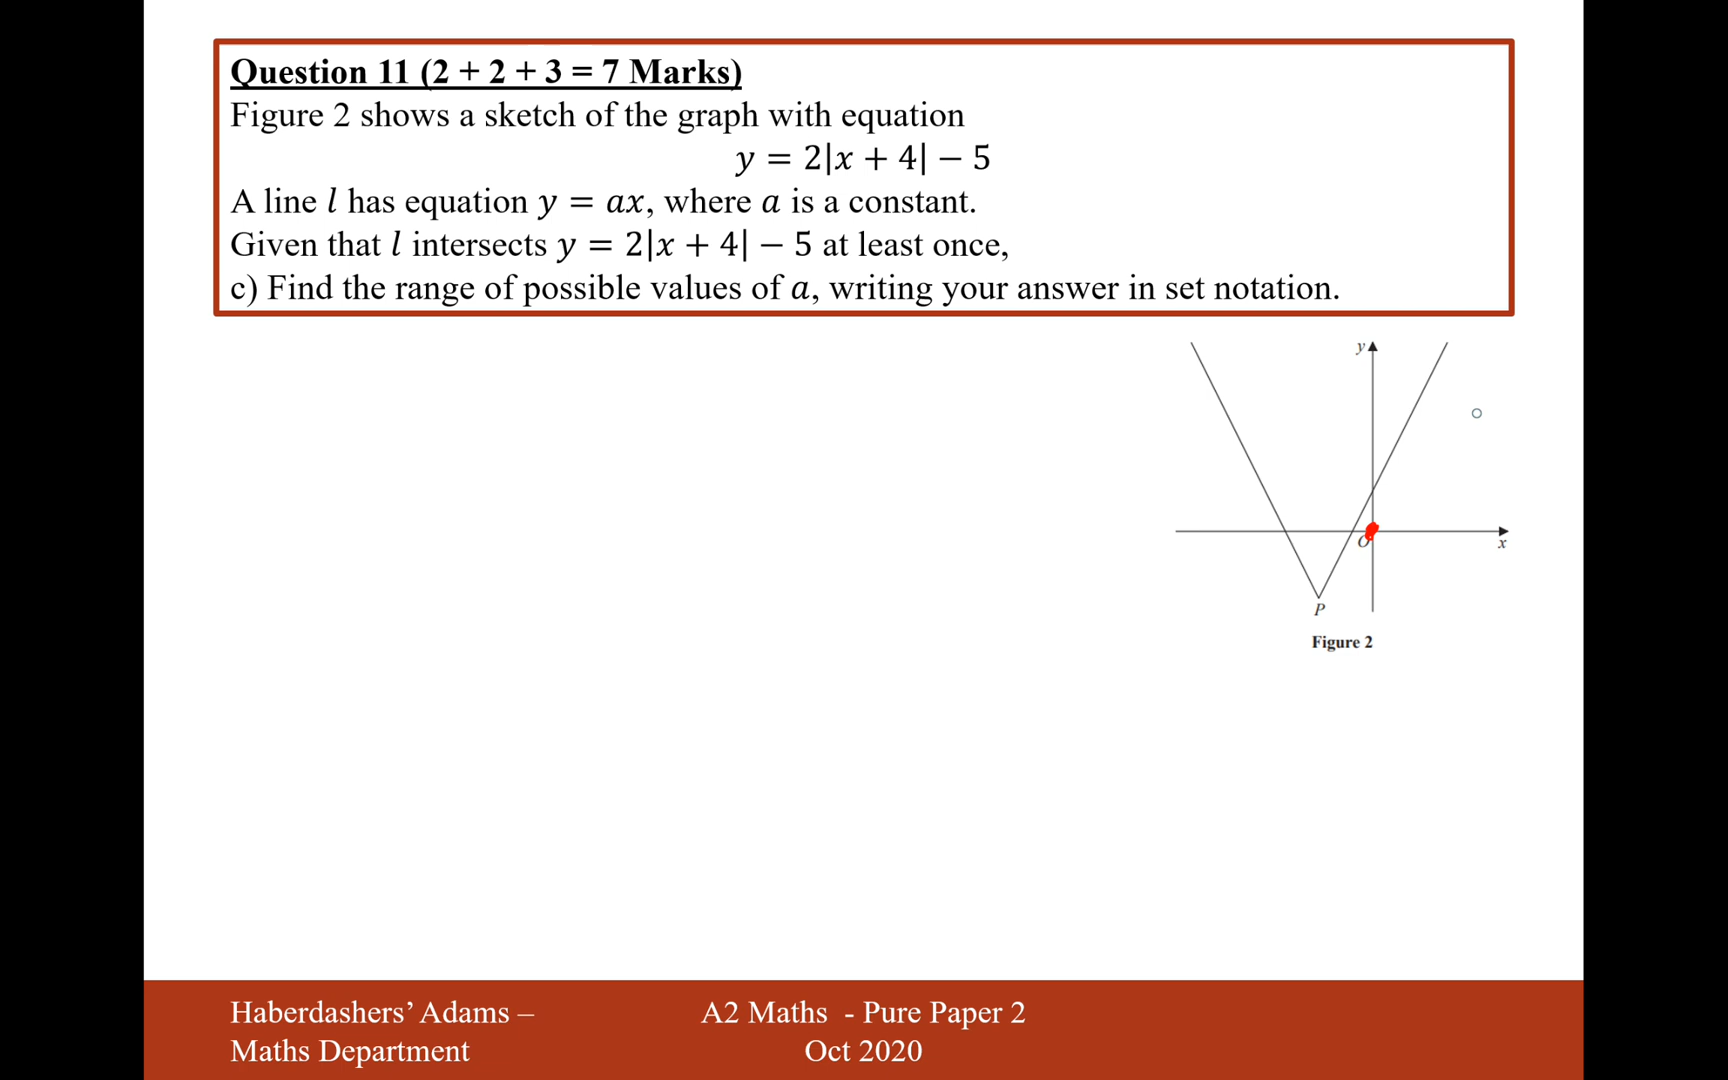 Question 11 (2 + 2 + 3 = 7 Marks)
Figure 2 shows a sketch of the graph with equation
y = 2|x + 4| − 5
A line l has equation y = ax, where a is a constant.
Given that l intersects y = 2|x + 4| − 5 at least once,
c) Find the range of possible values of a, writing your answer in set notation.
y
O
x
P
Figure 2
Haberdashers’ Adams –
Maths Department
A2 Maths - Pure Paper 2
Oct 2020